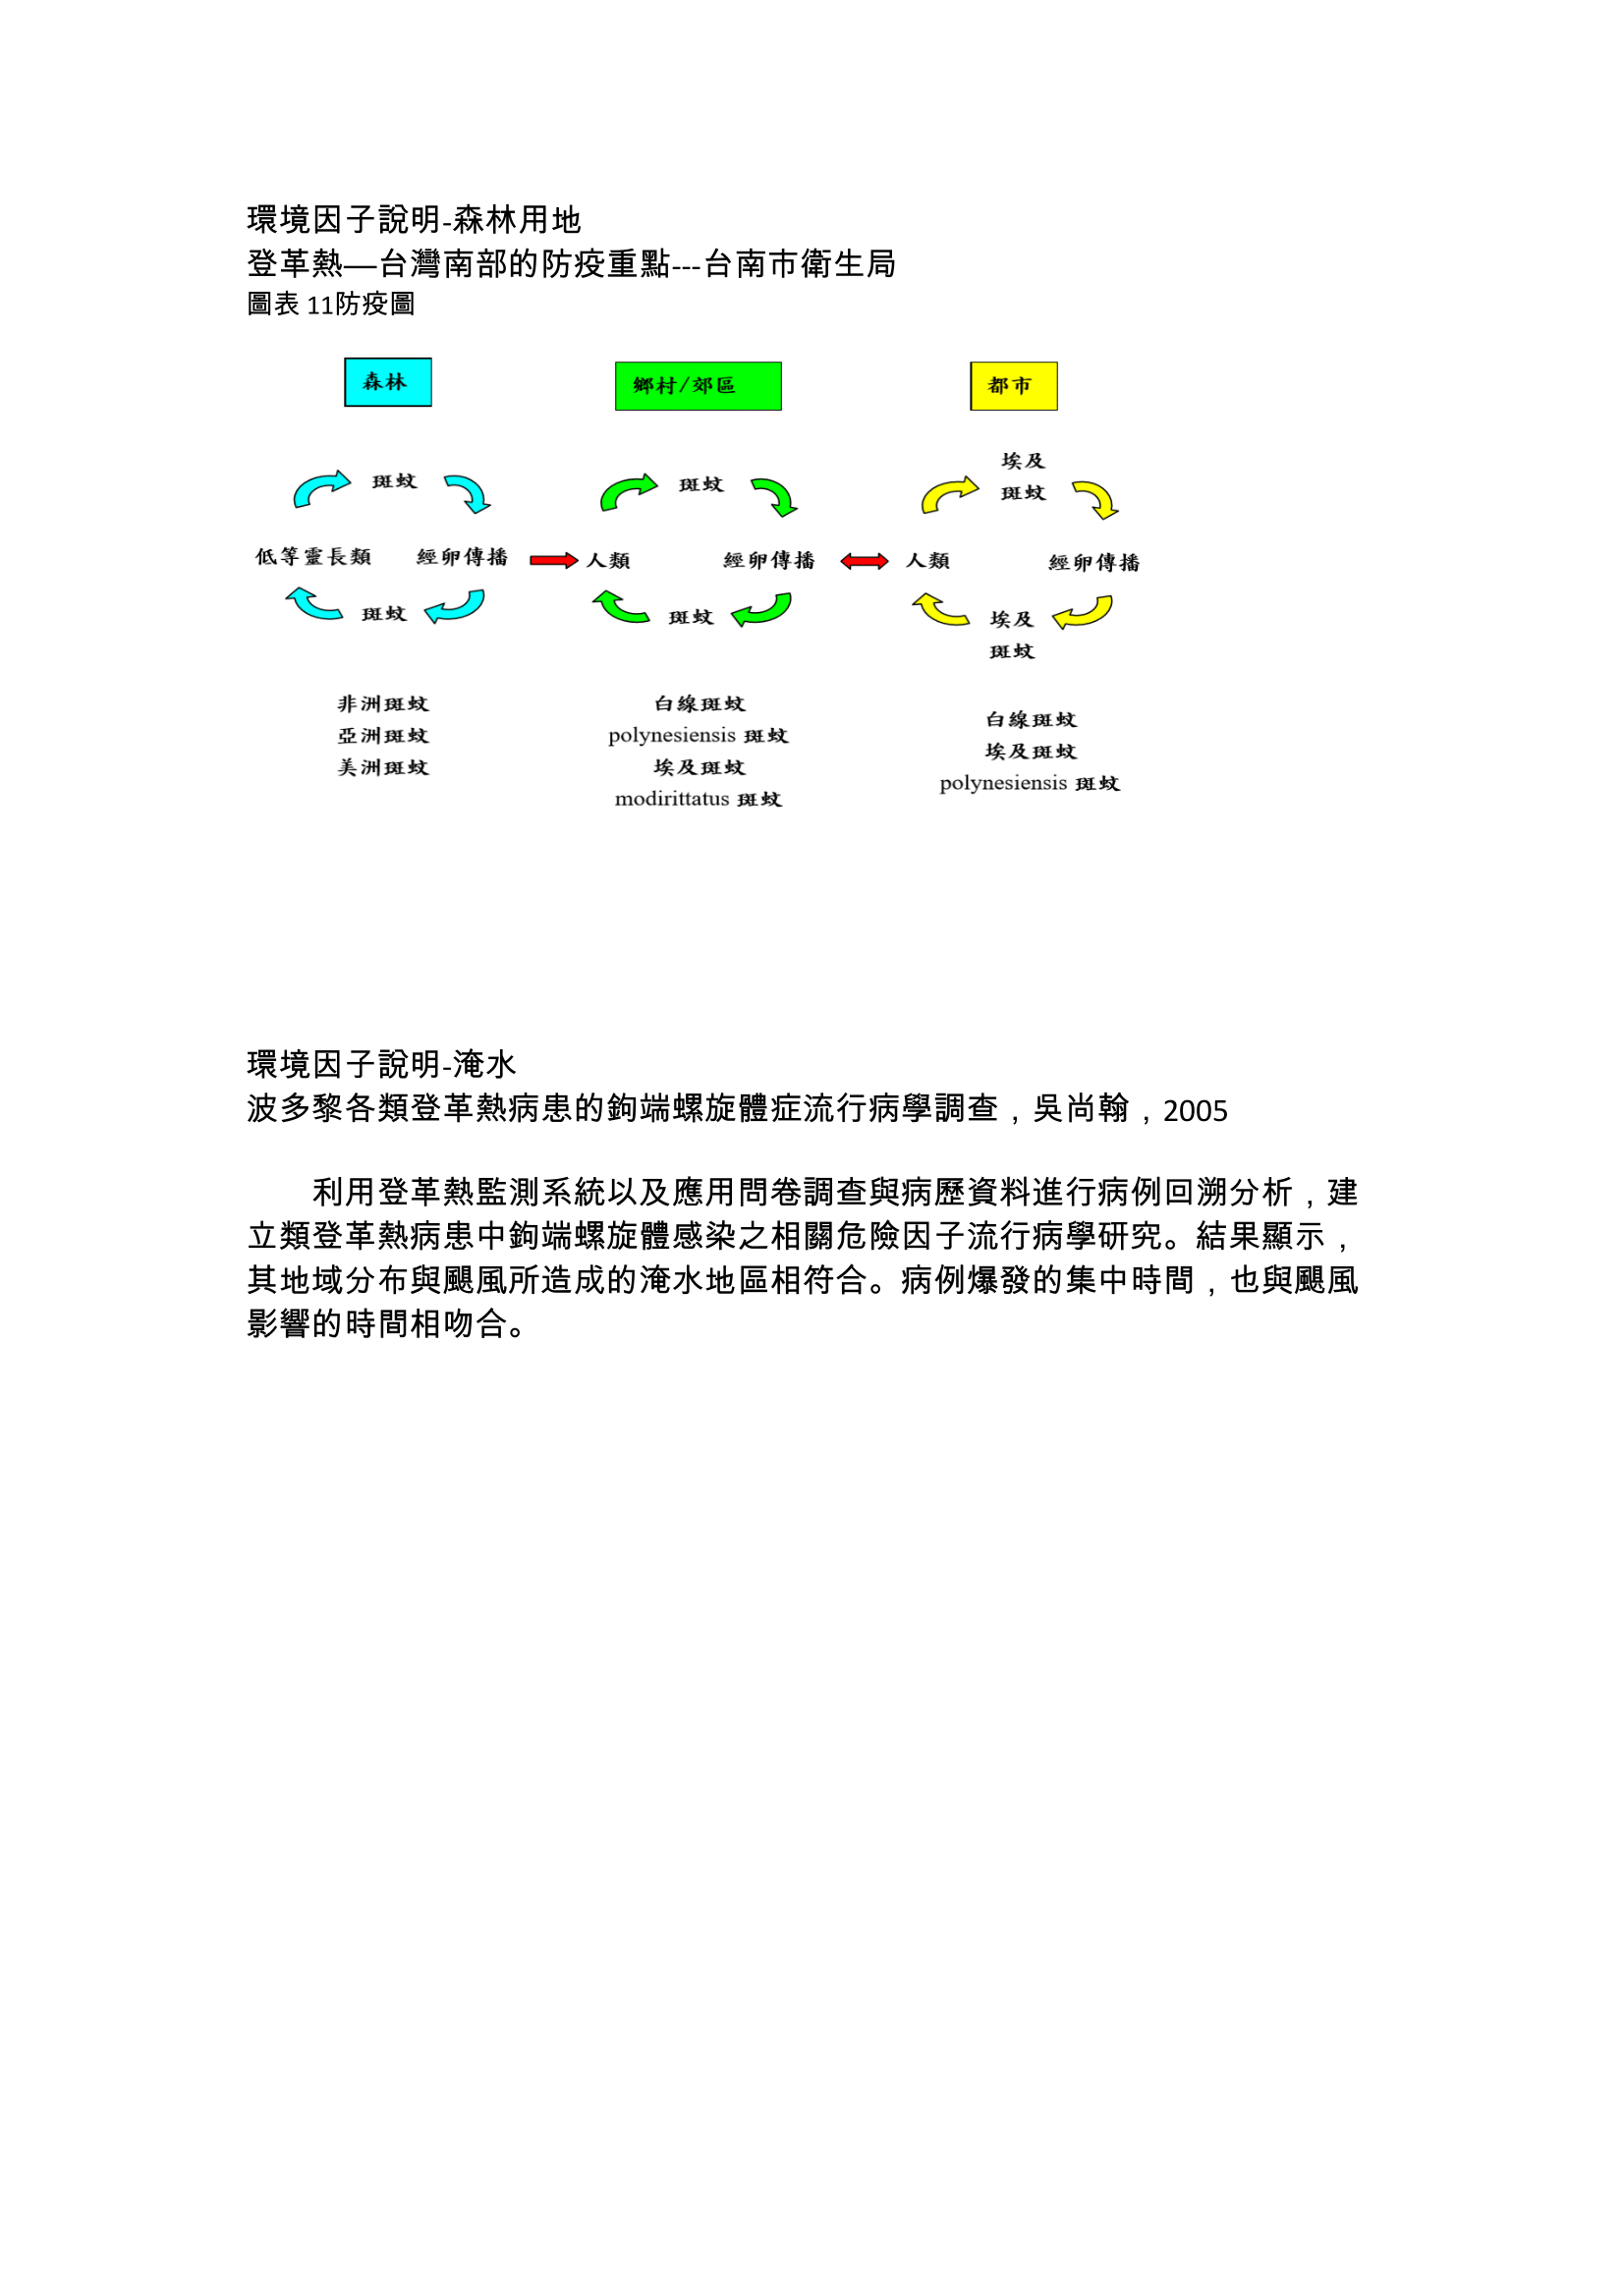 環境因子說明-森林用地
登革熱—台灣南部的防疫重點---台南市衛生局
圖表 11防疫圖
森林
鄉村/郊區
都市
斑蚊
斑蚊
埃及
斑蚊
低等靈長類
經卵傳播
人類
經卵傳播
人類
經卵傳播
斑蚊
斑蚊
埃及
斑蚊
非洲斑蚊
亞洲斑蚊
美洲斑蚊
白線斑蚊
polynesiensis 斑蚊
埃及斑蚊
modirittatus 斑蚊
白線斑蚊
埃及斑蚊
polynesiensis 斑蚊
環境因子說明-淹水
波多黎各類登革熱病患的鉤端螺旋體症流行病學調查，吳尚翰，2005
利用登革熱監測系統以及應用問卷調查與病歷資料進行病例回溯分析，建
立類登革熱病患中鉤端螺旋體感染之相關危險因子流行病學研究。結果顯示，
其地域分布與颶風所造成的淹水地區相符合。病例爆發的集中時間，也與颶風
影響的時間相吻合。